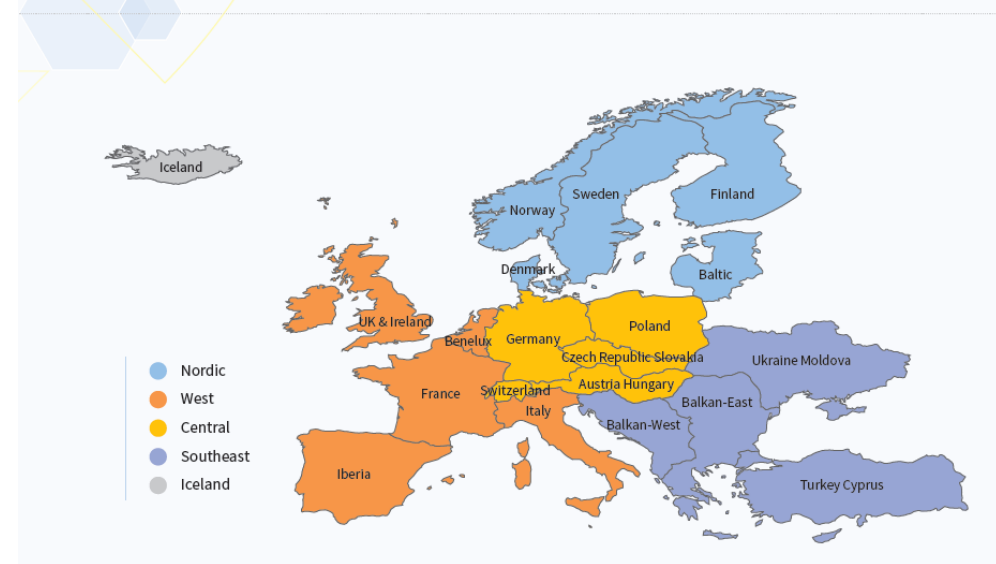 Iceland
Sweden
Finland
Norway
Denmark
Baltic
UK & Ireland
Benelux
Germany
Poland
Czech Republic Slovakia
Ukraine Moldova
Nordic
West
Central
Southeast
Iceland
France
Switzerland
Austria Hungary
Italy
Balkan-East
Balkan-West
Iberia
Turkey Cyprus